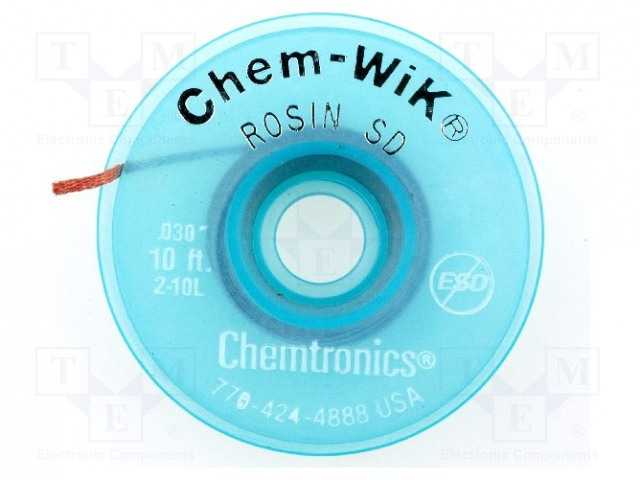 Chem-WiK®
ROSIN SD
.030"
10 ft.
2-10L
ESD
Chemtronics®
770-424-4888 USA
TME
Electronic Components
TME
Electronic Components
TME
Electronic Components
TME
Electronic Components